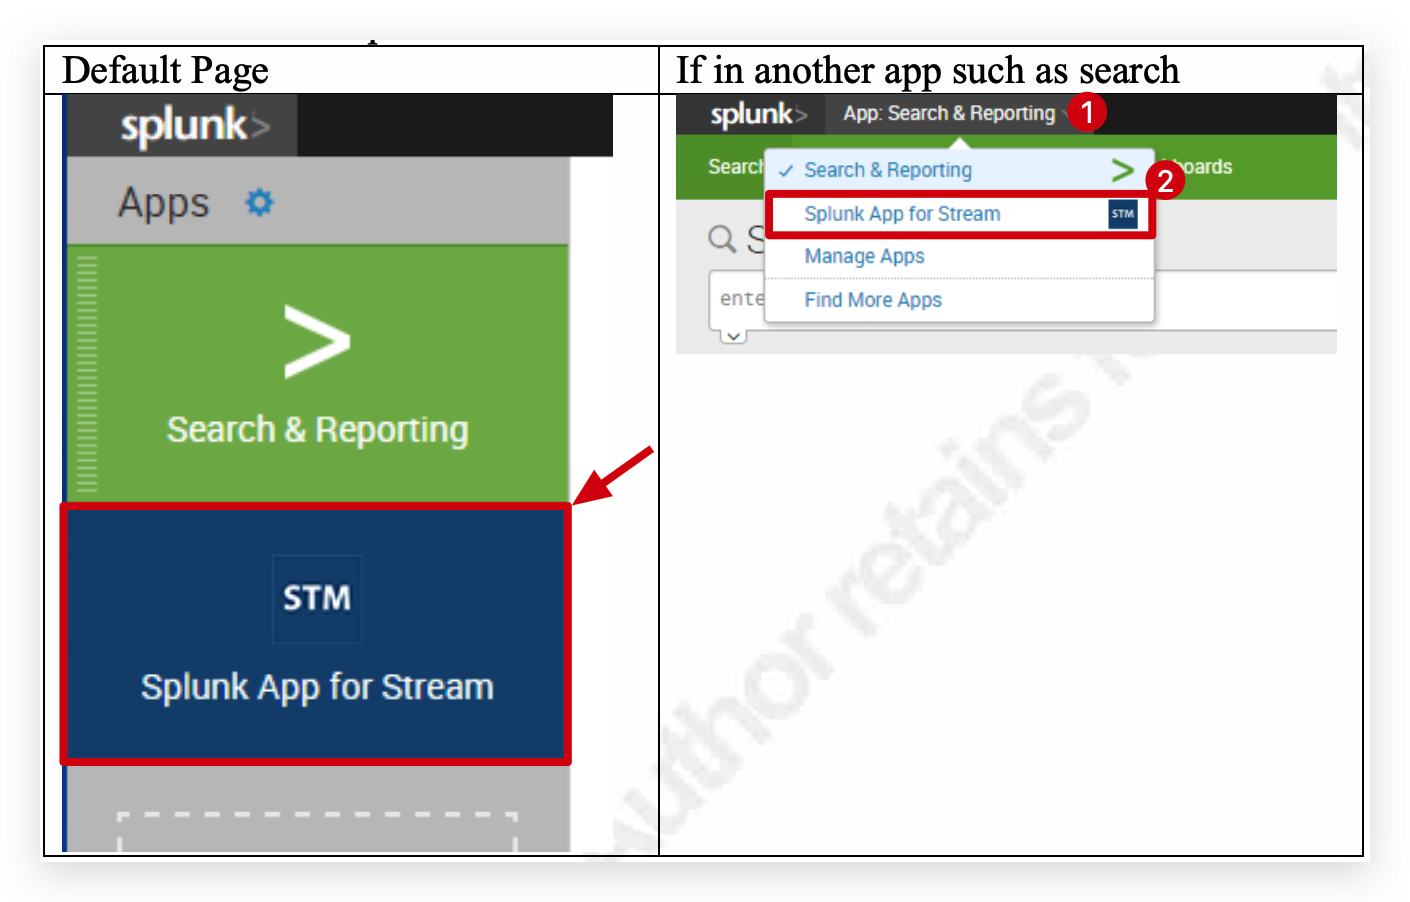 Default Page
If in another app such as search
splunk>
Apps
>
Search & Reporting
STM
Splunk App for Stream
splunk> App: Search & Reporting 1
Search boards
✓ Search & Reporting > 2
Splunk App for Stream STM
Manage Apps
Find More Apps
S
ente
author retains